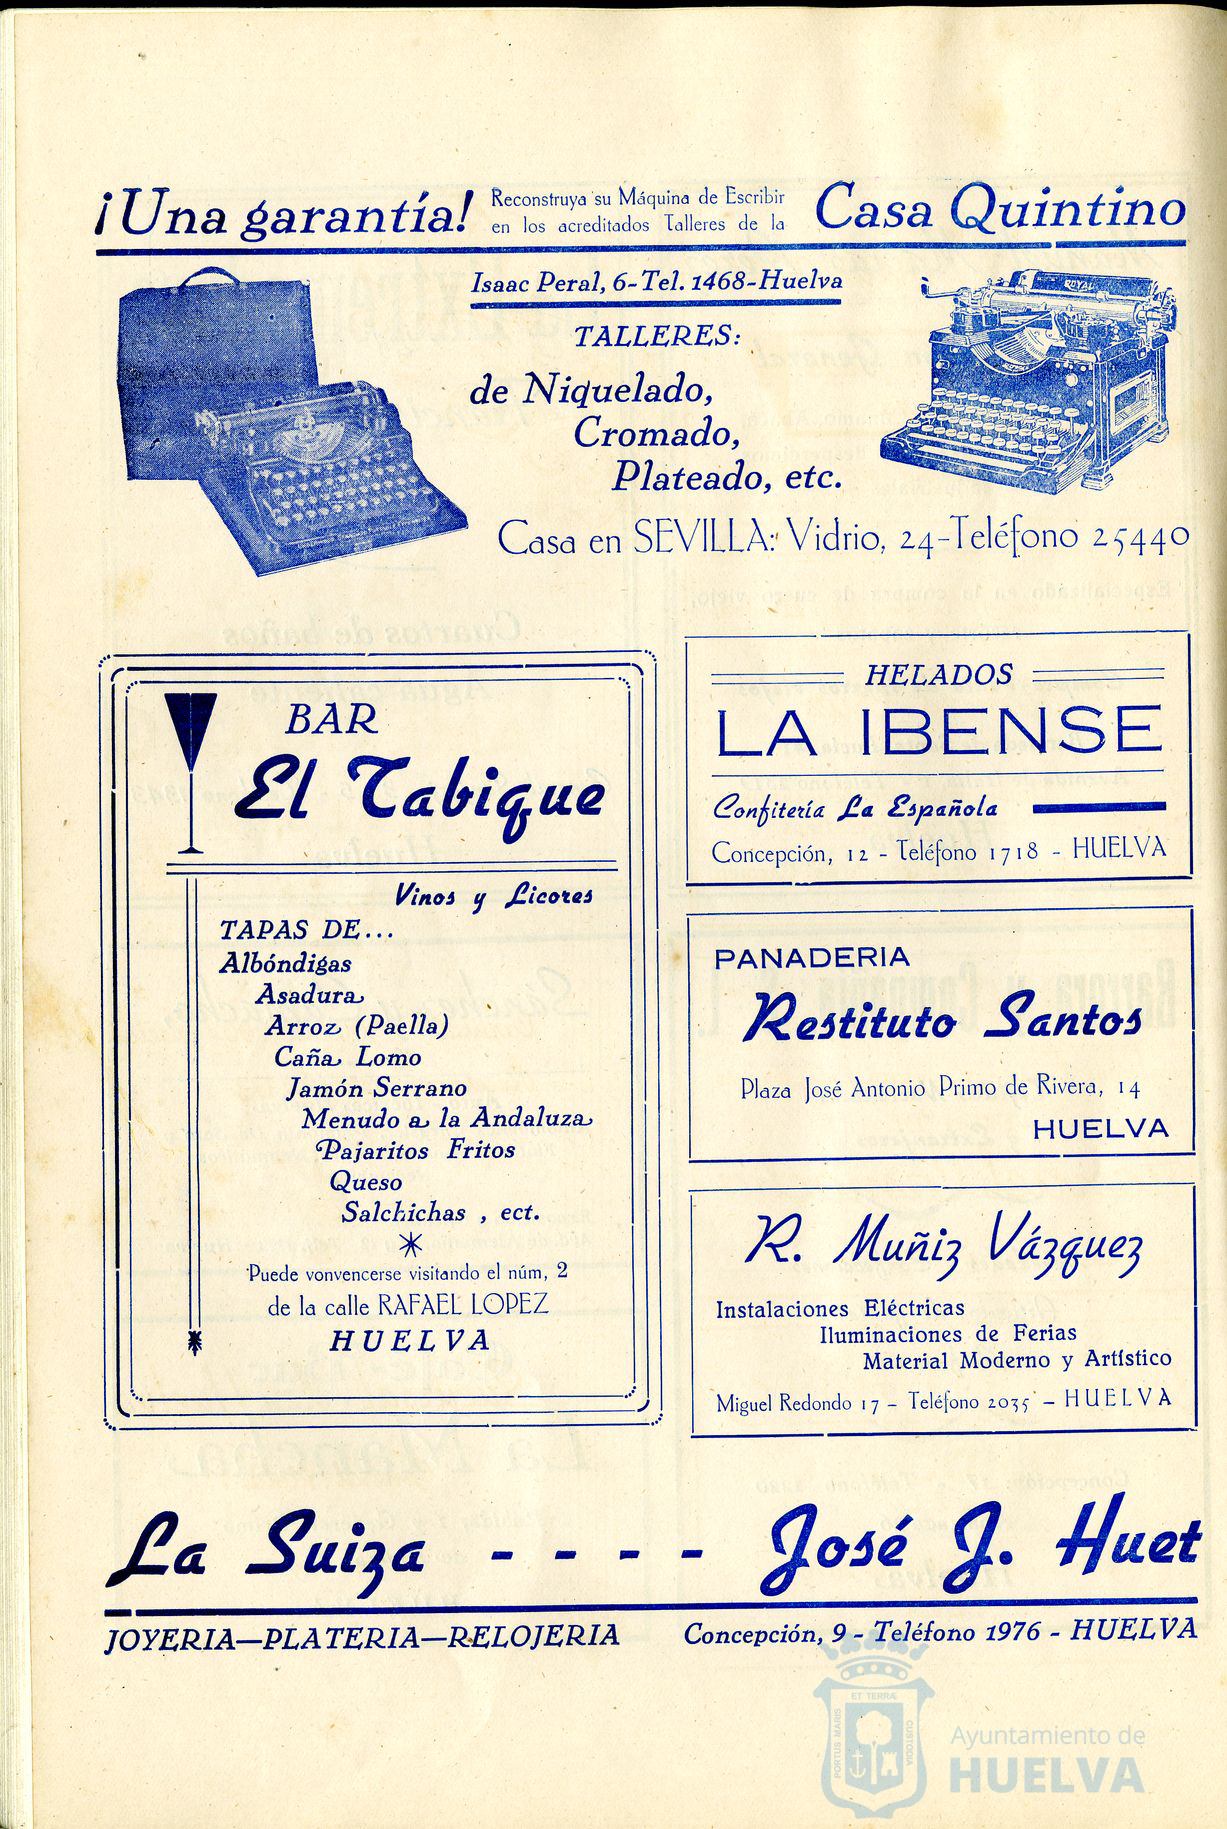 ¡Una garantía!
Reconstruya su Máquina de Escribir
en los acreditados Talleres de la
Casa Quintino
Isaac Peral, 6-Tel. 1468-Huelva
ROYAL
TALLERES:
de Niquelado,
Cromado,
Plateado, etc.
Casa en SEVILLA: Vidrio, 24-Teléfono 25440
BAR
El Tabique
Vinos y Licores
TAPAS DE...
Albóndigas
Asadura
Arroz (Paella)
Caña Lomo
Jamón Serrano
Menudo a la Andaluza
Pajaritos Fritos
Queso
Salchichas , ect.
Puede vonvencerse visitando el núm, 2
de la calle RAFAEL LOPEZ
HUELVA
HELADOS
LA IBENSE
Confitería La Española
Concepción, 12 - Teléfono 1718 - HUELVA
PANADERIA
Restituto Santos
Plaza José Antonio Primo de Rivera, 14
HUELVA
R. Muñiz Vázquez
Instalaciones Eléctricas
Iluminaciones de Ferias
Material Moderno y Artístico
Miguel Redondo 17 - Teléfono 2035 - HUELVA
La Suiza - - - - José J. Huet
JOYERIA—PLATERIA—RELOJERIA
Concepción, 9 - Teléfono 1976 - HUELVA
PORTUS MARIS
ET TERRÆ
CUSTODIA
Ayuntamiento de
HUELVA